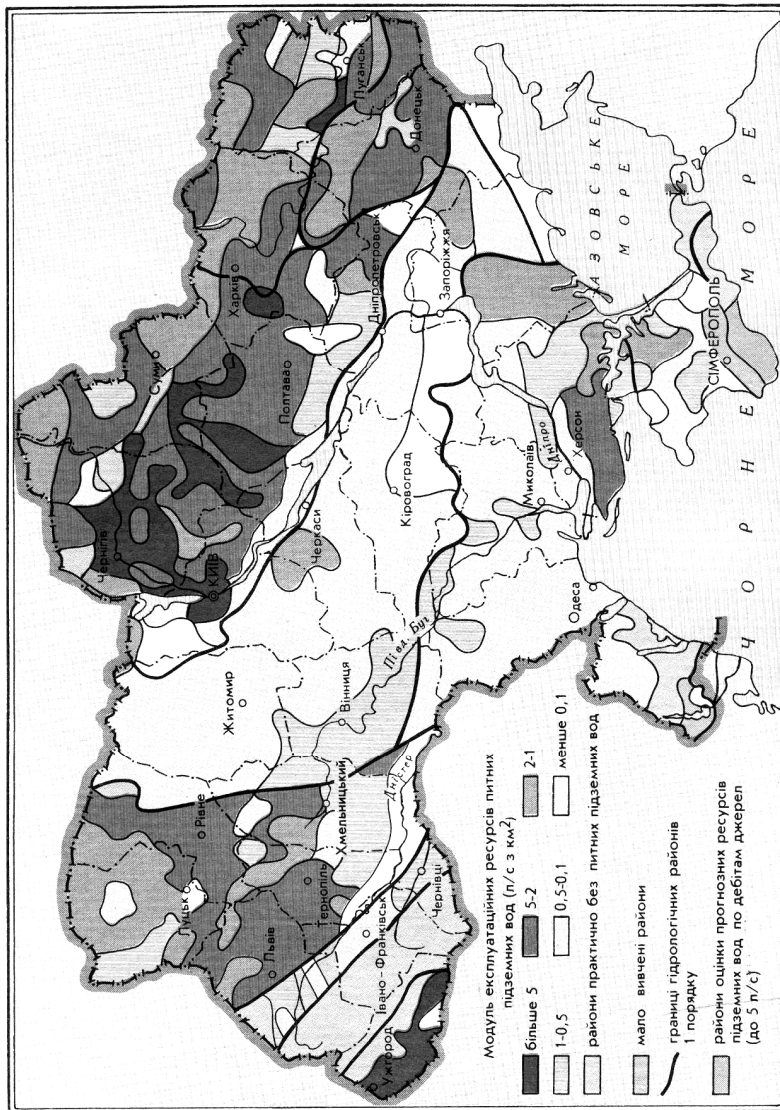 Луцьк
Рівне
Львів
Тернопіль
Хмельницький
Івано-Франківськ
Чернівці
Ужгород
Дністер
Житомир
Вінниця
Півд. Буг
Чернігів
КИЇВ
Черкаси
Суми
Полтава
Харків
Кіровоград
Дніпропетровськ
Запоріжжя
Луганськ
Донецьк
Миколаїв
Дніпро
Херсон
Одеса
СІМФЕРОПОЛЬ
АЗОВСЬКЕ
МОРЕ
ЧОРНЕ МОРЕ
Модуль експлуатаційних ресурсів питних
підземних вод (л/с з км²)
більше 5
5-2
2-1
1-0,5
0,5-0,1
менше 0,1
райони практично без питних підземних вод
мало вивчені райони
границі гідрологічних районів
1 порядку
райони оцінки прогнозних ресурсів
підземних вод по дебітам джерел
(до 5 л/с)